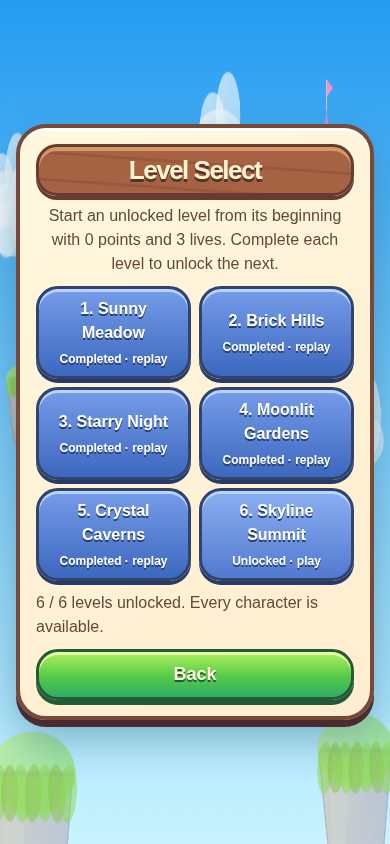 Level Select
Start an unlocked level from its beginning
with 0 points and 3 lives. Complete each
level to unlock the next.
1. Sunny
Meadow
Completed · replay
2. Brick Hills
Completed · replay
3. Starry Night
Completed · replay
4. Moonlit
Gardens
Completed · replay
5. Crystal
Caverns
Completed · replay
6. Skyline
Summit
Unlocked · play
6 / 6 levels unlocked. Every character is
available.
Back